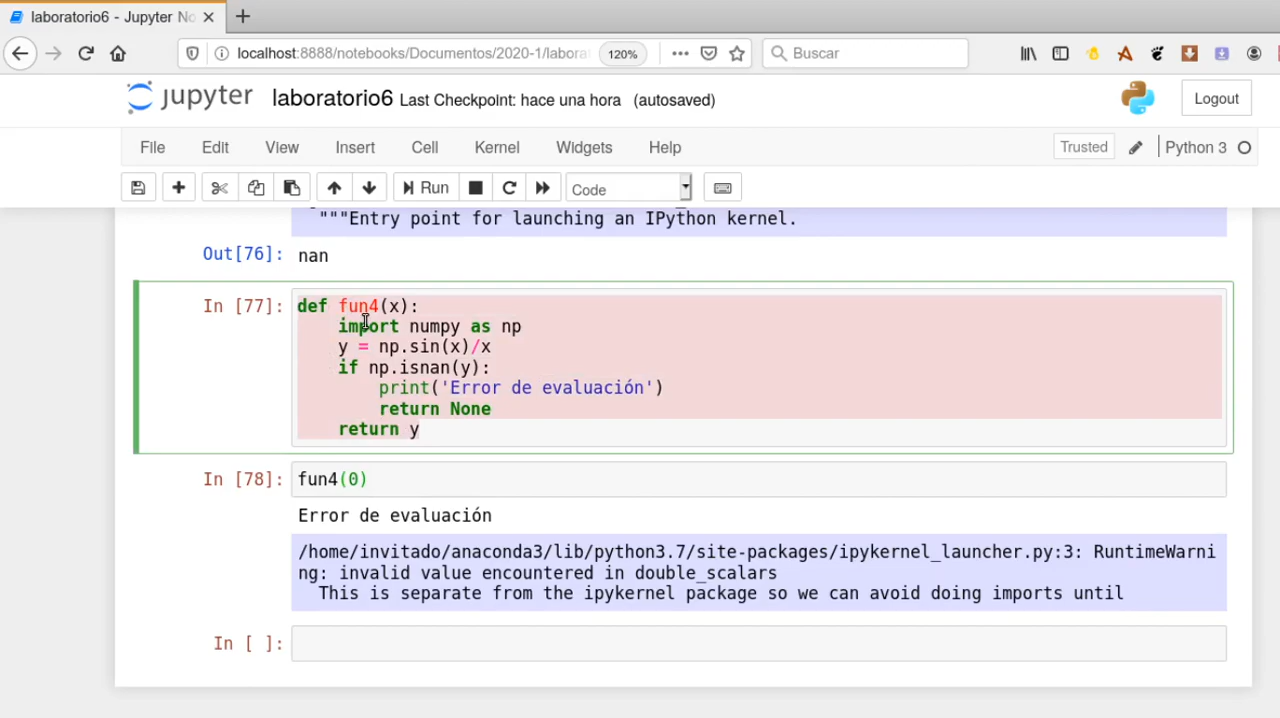 laboratorio6 - Jupyter No
localhost:8888/notebooks/Documentos/2020-1/labora
120%
Buscar
jupyter laboratorio6 Last Checkpoint: hace una hora (autosaved)
Logout
File Edit View Insert Cell Kernel Widgets Help
Trusted Python 3
Run Code
"""Entry point for launching an IPython kernel.
Out[76]: nan
In [77]: def fun4(x):
import numpy as np
y = np.sin(x)/x
if np.isnan(y):
print('Error de evaluación')
return None
return y
In [78]: fun4(0)
Error de evaluación
/home/invitado/anaconda3/lib/python3.7/site-packages/ipykernel_launcher.py:3: RuntimeWarni
ng: invalid value encountered in double_scalars
This is separate from the ipykernel package so we can avoid doing imports until
In [ ]: